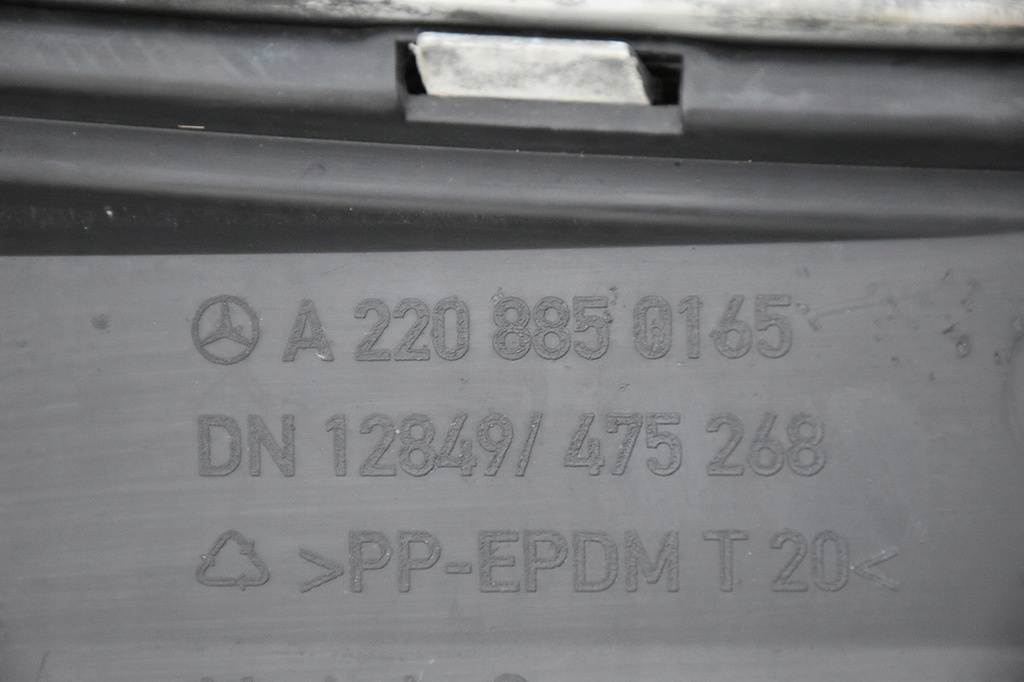 A 220 885 0165
DN 12849/ 475 268
>PP-EPDM T 20<